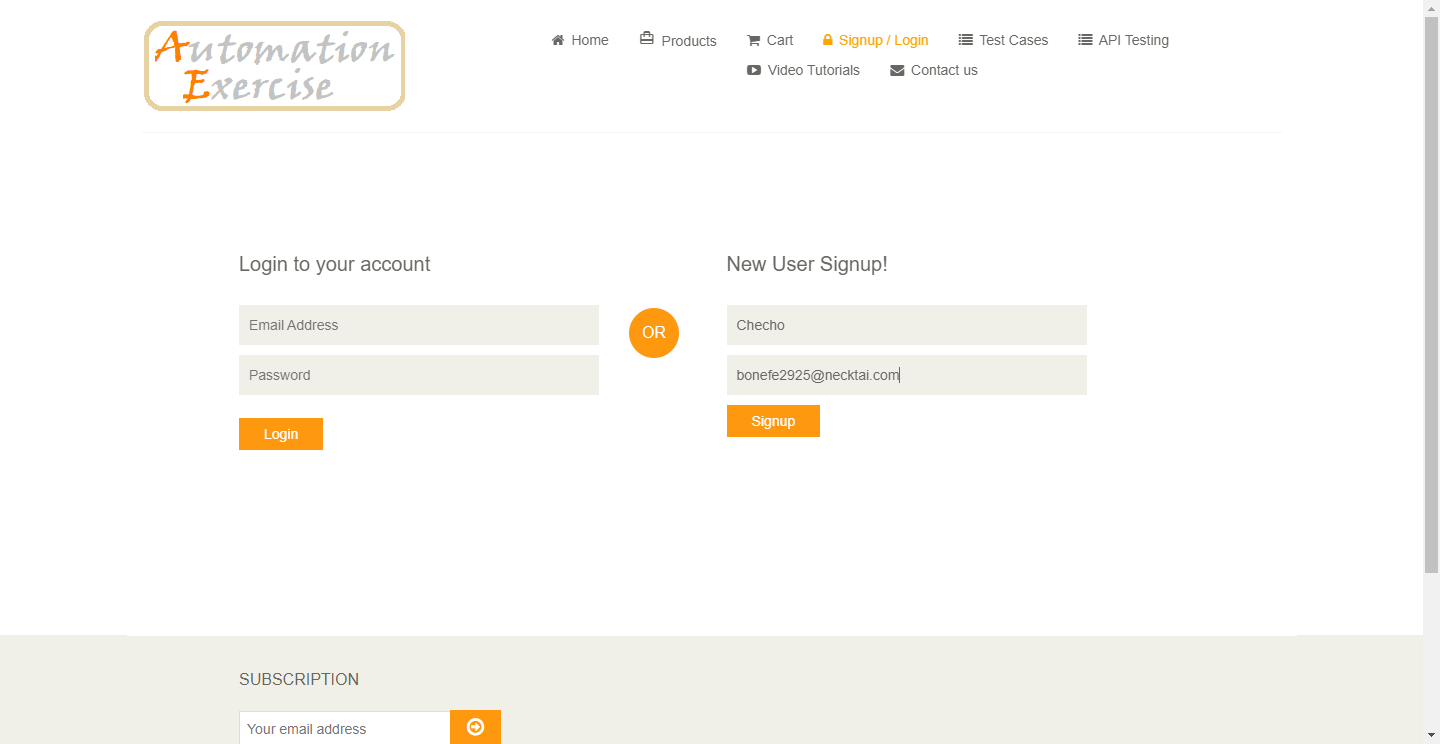 Automation
Exercise
Home Products Cart Signup / Login Test Cases API Testing
Video Tutorials Contact us
Login to your account
Email Address
Password
Login
OR
New User Signup!
Checho
bonefe2925@necktai.com
Signup
SUBSCRIPTION
Your email address